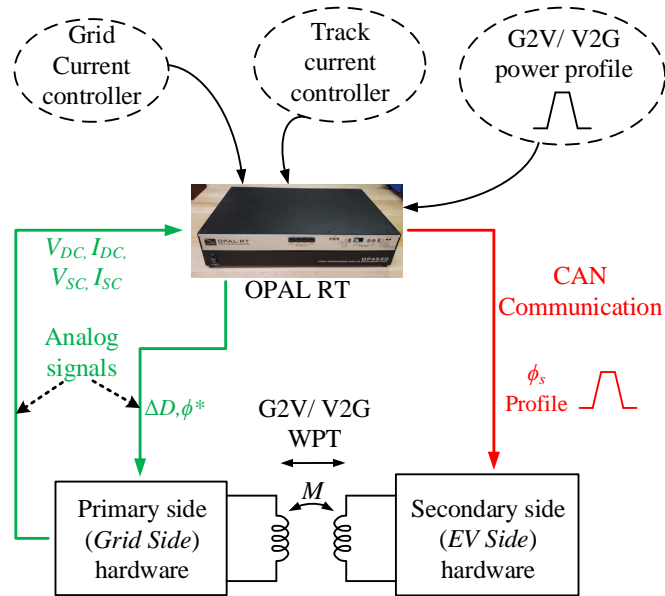 Grid
Current
controller
Track
current
controller
G2V/ V2G
power profile
OPAL-RT
OP4520
OPAL RT
V_DC, I_DC,
V_SC, I_SC
Analog
signals
ΔD,ϕ*
CAN
Communication
ϕ_s
Profile
G2V/ V2G
WPT
M
Primary side
(Grid Side)
hardware
Secondary side
(EV Side)
hardware